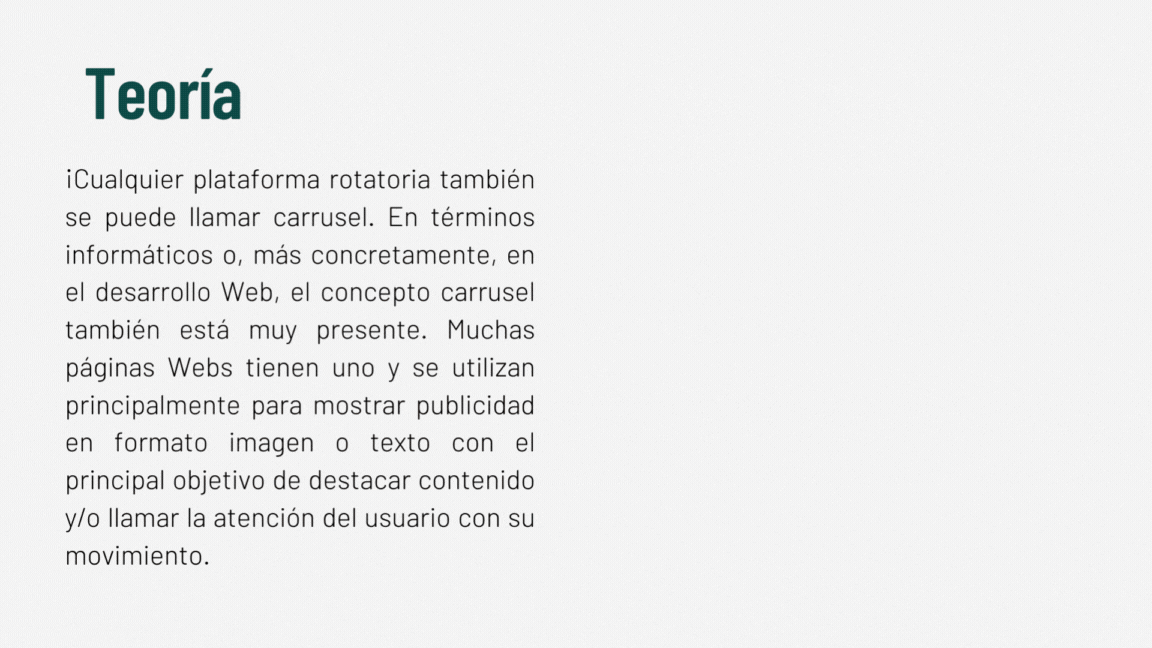 Teoría
¡Cualquier plataforma rotatoria también
se puede llamar carrusel. En términos
informáticos o, más concretamente, en
el desarrollo Web, el concepto carrusel
también está muy presente. Muchas
páginas Webs tienen uno y se utilizan
principalmente para mostrar publicidad
en formato imagen o texto con el
principal objetivo de destacar contenido
y/o llamar la atención del usuario con su
movimiento.